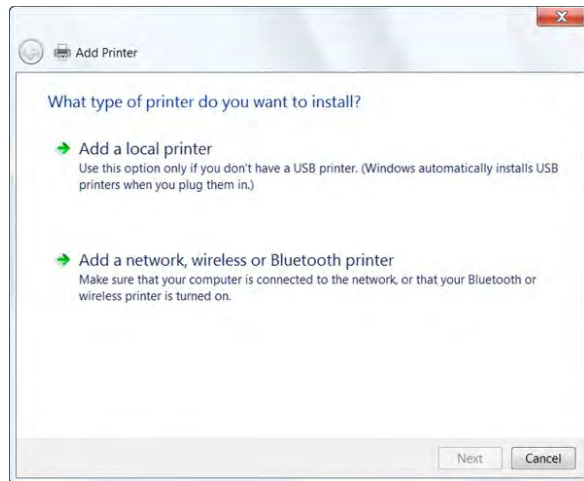 Add Printer
What type of printer do you want to install?
Add a local printer
Use this option only if you don't have a USB printer. (Windows automatically installs USB
printers when you plug them in.)
Add a network, wireless or Bluetooth printer
Make sure that your computer is connected to the network, or that your Bluetooth or
wireless printer is turned on.
Next Cancel